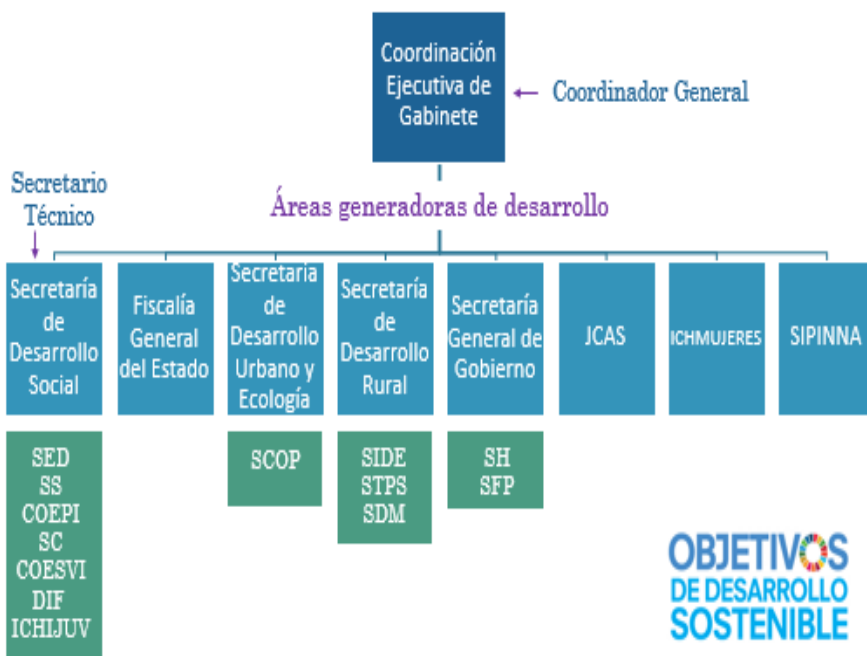 Coordinación
Ejecutiva de
Gabinete
Coordinador General
Secretario
Técnico
Áreas generadoras de desarrollo
Secretaría
de
Desarrollo
Social
Fiscalía
General
del Estado
Secretaria
de
Desarrollo
Urbano y
Ecología
Secretaría
de
Desarrollo
Rural
Secretaría
General de
Gobierno
JCAS
ICHMUJERES
SIPINNA
SED
SS
COEPI
SC
COESVI
DIF
ICHIJUV
SCOP
SIDE
STPS
SDM
SH
SFP
OBJETIVOS
DE DESARROLLO
SOSTENIBLE